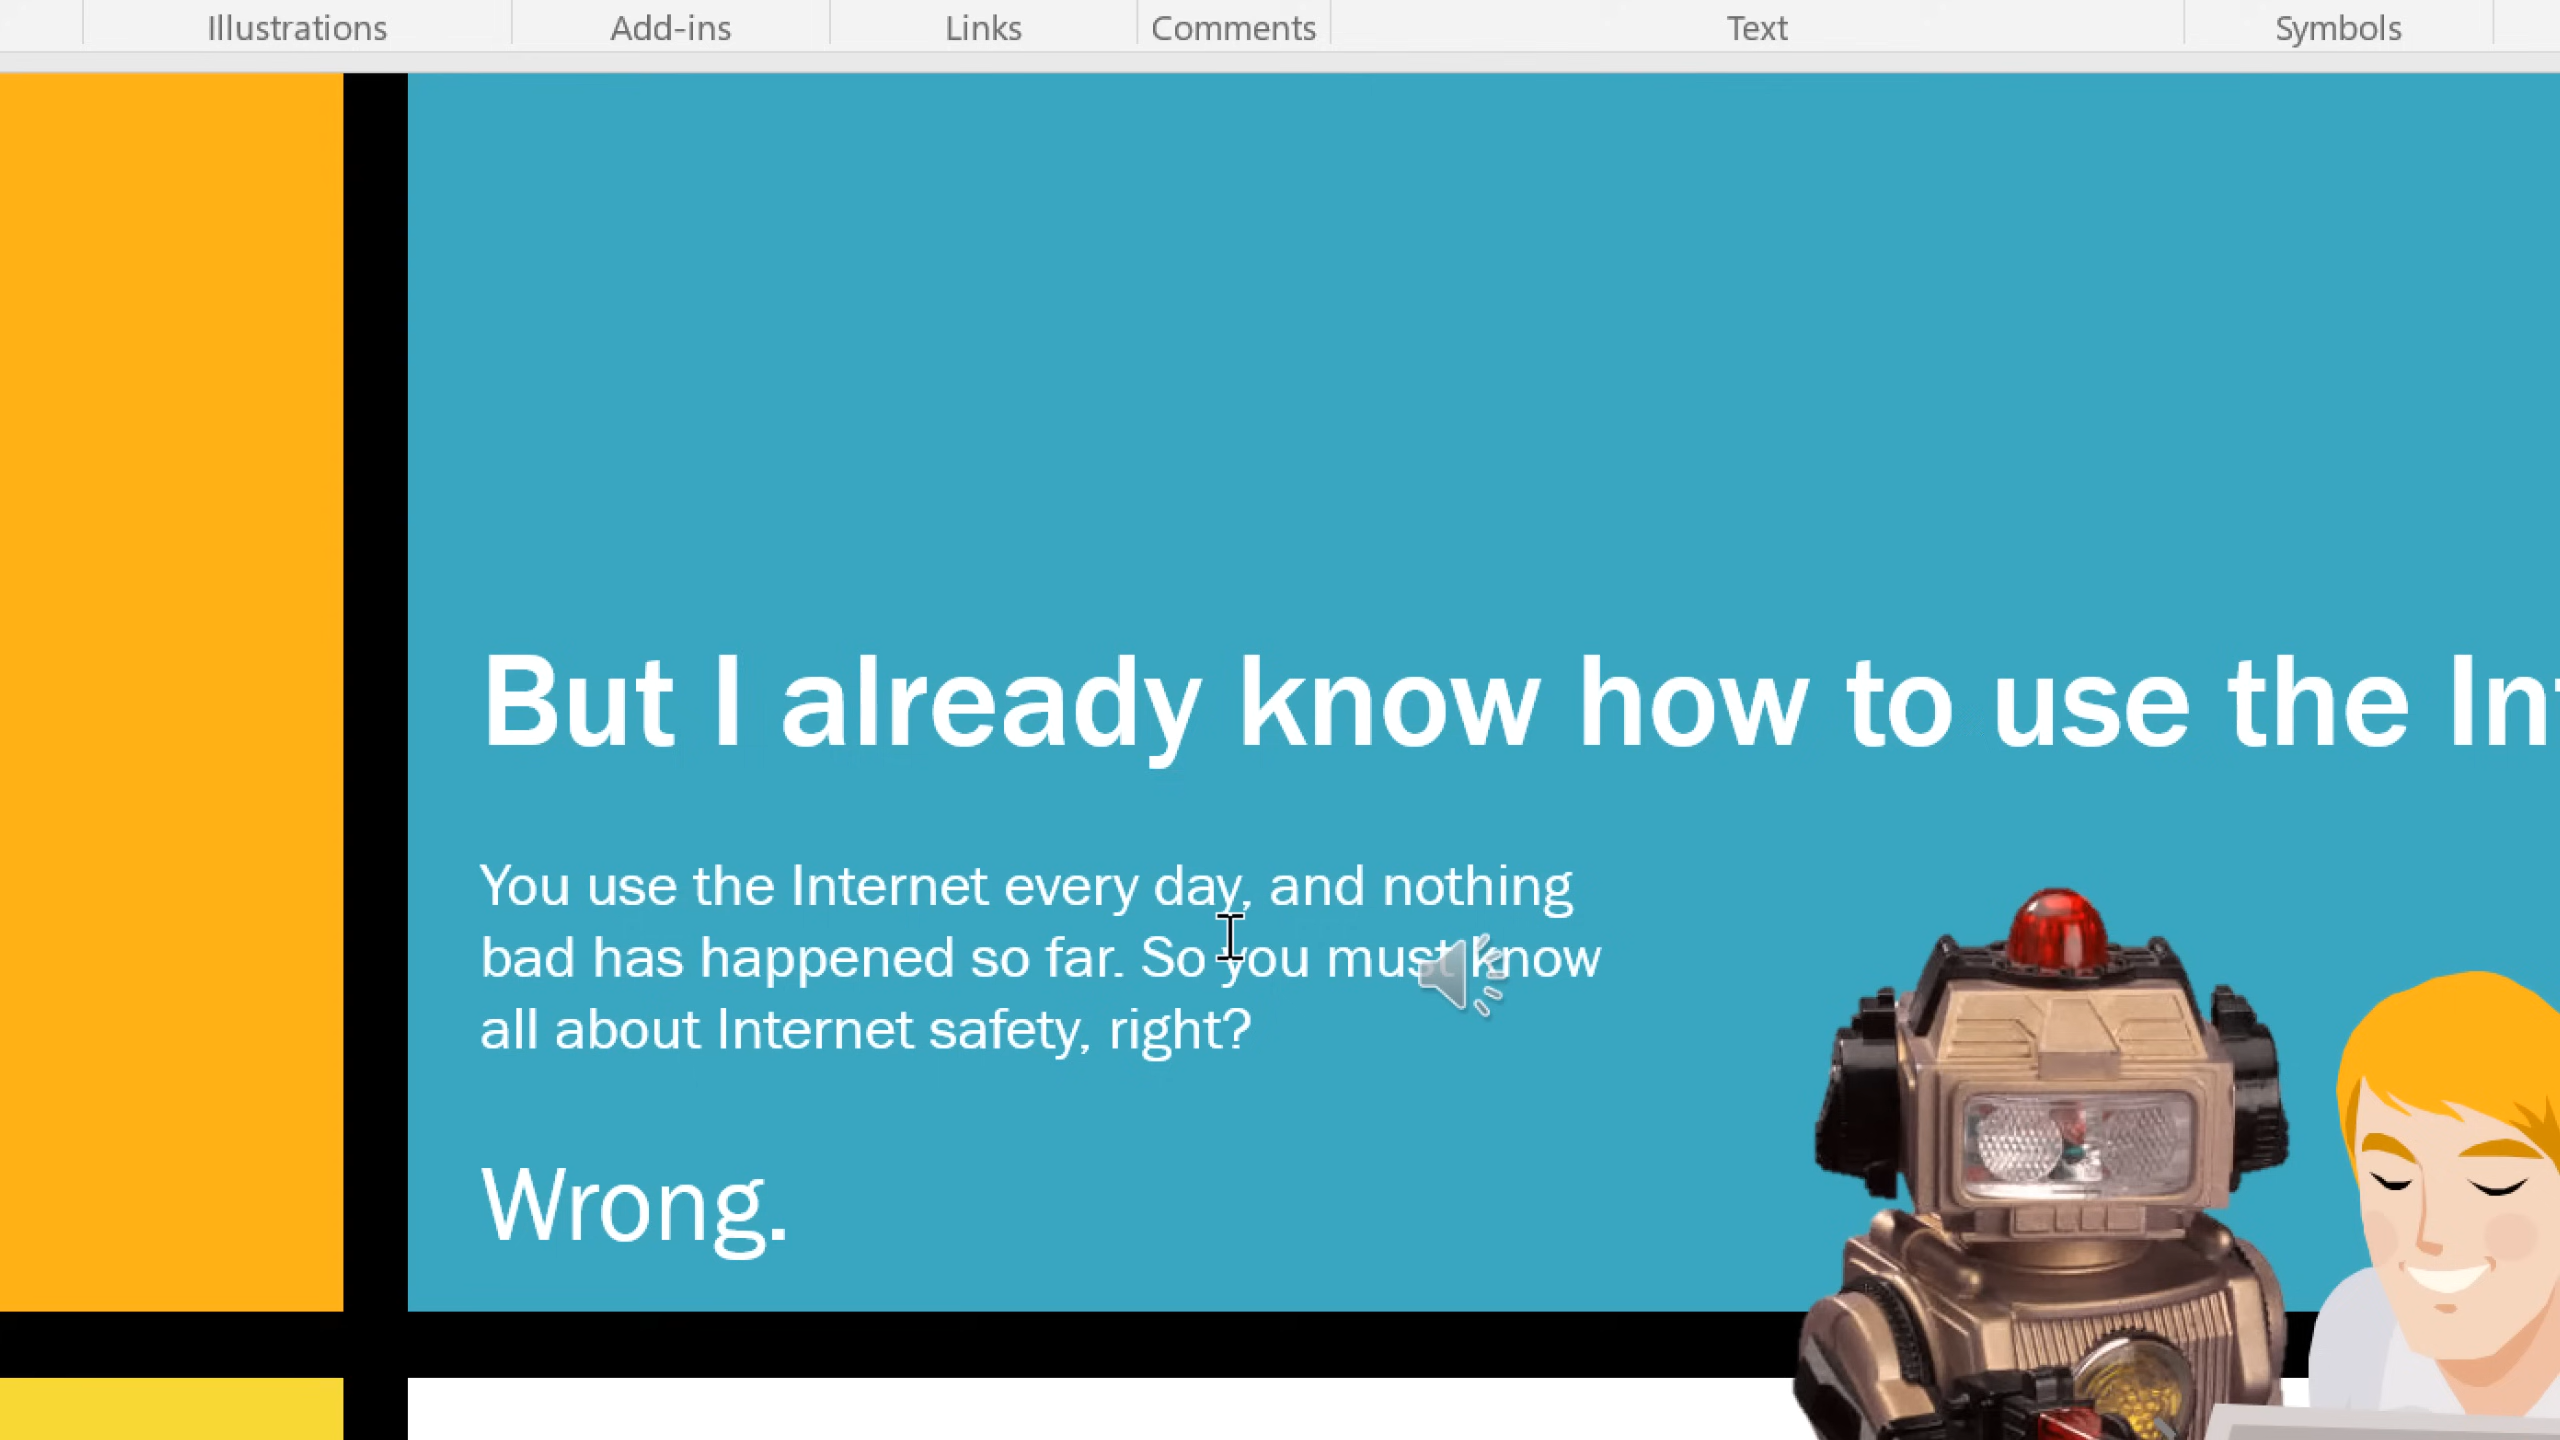 Illustrations
Add-ins
Links
Comments
Text
Symbols
But I already know how to use the
You use the Internet every day, and nothing
bad has happened so far. So you must know
all about Internet safety, right?
Wrong.